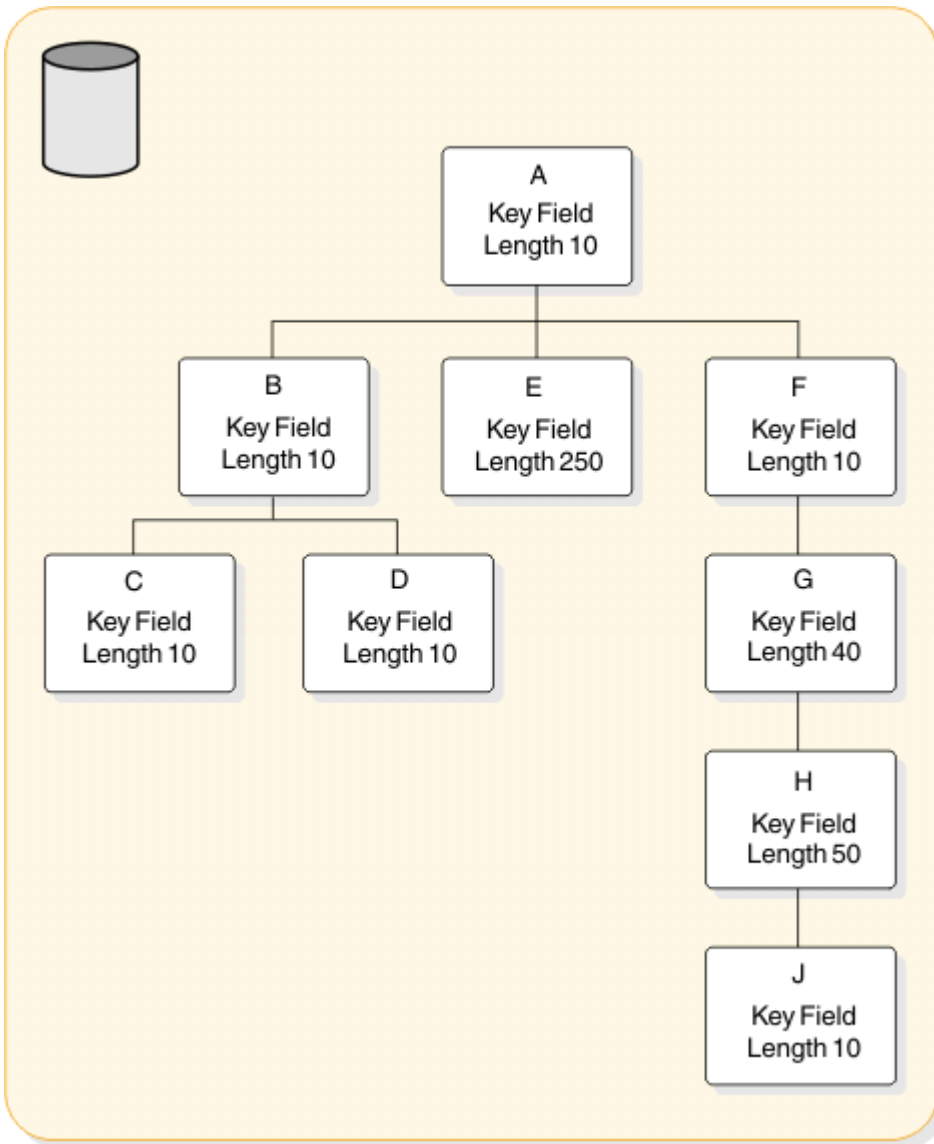 A
Key Field
Length 10
B
Key Field
Length 10
E
Key Field
Length 250
F
Key Field
Length 10
C
Key Field
Length 10
D
Key Field
Length 10
G
Key Field
Length 40
H
Key Field
Length 50
J
Key Field
Length 10